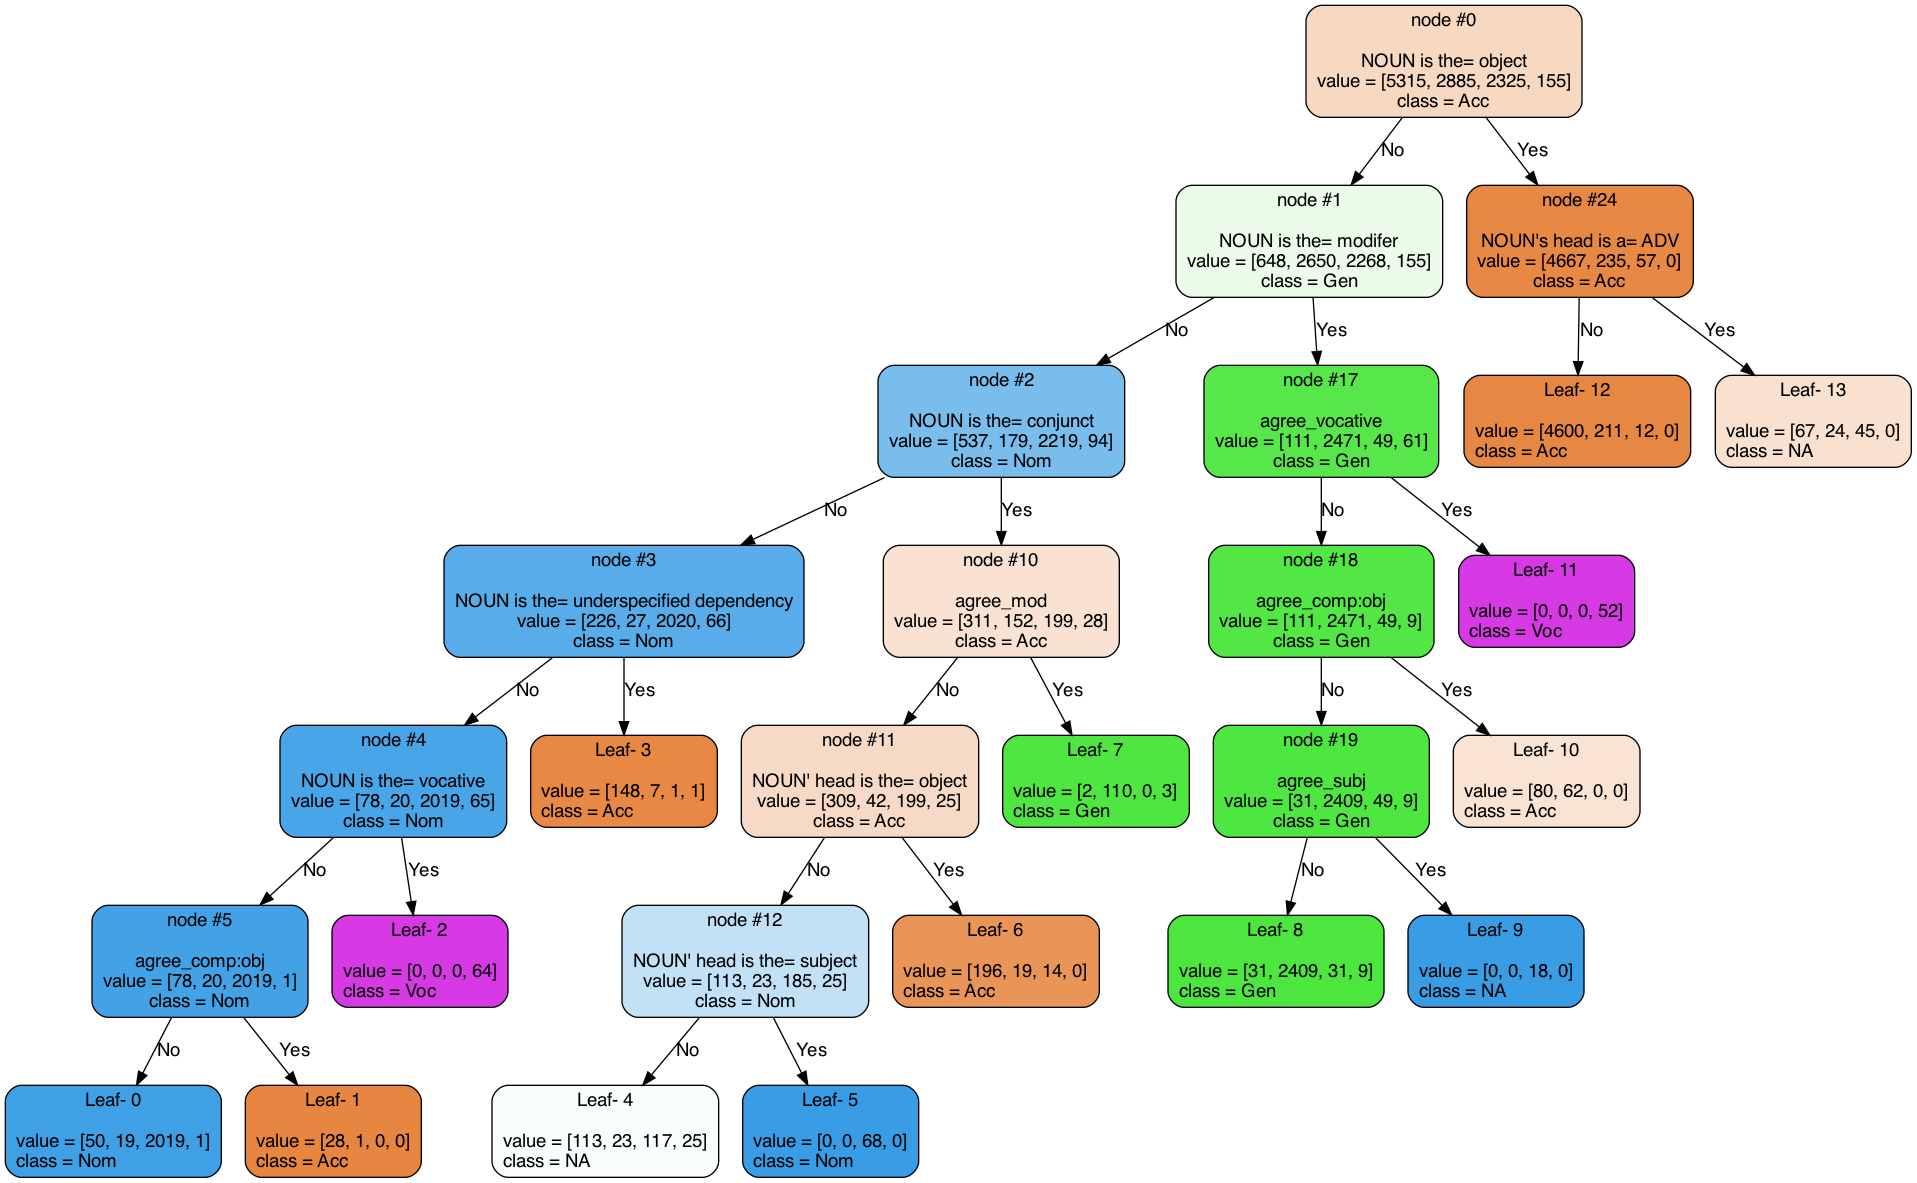 node #0
NOUN is the= object
value = [5315, 2885, 2325, 155]
class = Acc
No
Yes
node #1
NOUN is the= modifer
value = [648, 2650, 2268, 155]
class = Gen
node #24
NOUN's head is a= ADV
value = [4667, 235, 57, 0]
class = Acc
No
Yes
No
Yes
node #2
NOUN is the= conjunct
value = [537, 179, 2219, 94]
class = Nom
node #17
agree_vocative
value = [111, 2471, 49, 61]
class = Gen
Leaf- 12
value = [4600, 211, 12, 0]
class = Acc
Leaf- 13
value = [67, 24, 45, 0]
class = NA
No
Yes
No
Yes
node #3
NOUN is the= underspecified dependency
value = [226, 27, 2020, 66]
class = Nom
node #10
agree_mod
value = [311, 152, 199, 28]
class = Acc
node #18
agree_comp:obj
value = [111, 2471, 49, 9]
class = Gen
Leaf- 11
value = [0, 0, 0, 52]
class = Voc
No
Yes
No
Yes
No
Yes
node #4
NOUN is the= vocative
value = [78, 20, 2019, 65]
class = Nom
Leaf- 3
value = [148, 7, 1, 1]
class = Acc
node #11
NOUN' head is the= object
value = [309, 42, 199, 25]
class = Acc
Leaf- 7
value = [2, 110, 0, 3]
class = Gen
node #19
agree_subj
value = [31, 2409, 49, 9]
class = Gen
Leaf- 10
value = [80, 62, 0, 0]
class = Acc
No
Yes
No
Yes
No
Yes
node #5
agree_comp:obj
value = [78, 20, 2019, 1]
class = Nom
Leaf- 2
value = [0, 0, 0, 64]
class = Voc
node #12
NOUN' head is the= subject
value = [113, 23, 185, 25]
class = Nom
Leaf- 6
value = [196, 19, 14, 0]
class = Acc
Leaf- 8
value = [31, 2409, 31, 9]
class = Gen
Leaf- 9
value = [0, 0, 18, 0]
class = NA
No
Yes
No
Yes
Leaf- 0
value = [50, 19, 2019, 1]
class = Nom
Leaf- 1
value = [28, 1, 0, 0]
class = Acc
Leaf- 4
value = [113, 23, 117, 25]
class = NA
Leaf- 5
value = [0, 0, 68, 0]
class = Nom